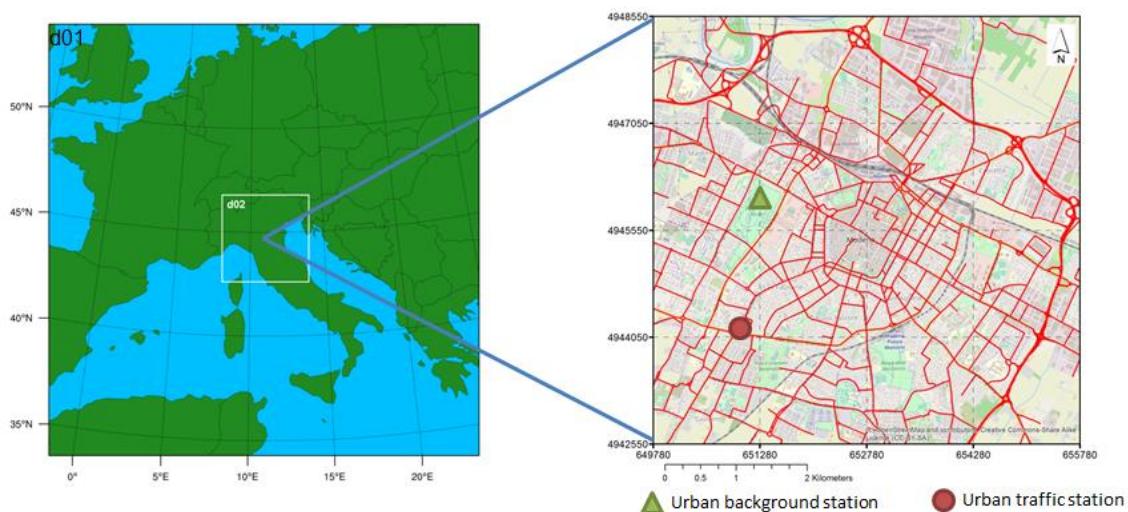 d01
50°N
45°N
40°N
35°N
0°
5°E
10°E
15°E
20°E
d02
4948550
4947050
4945550
4944050
4942550
N
649780
651280
652780
654280
655780
0 0.5 1 2 Kilometers
Urban background station
Urban traffic station